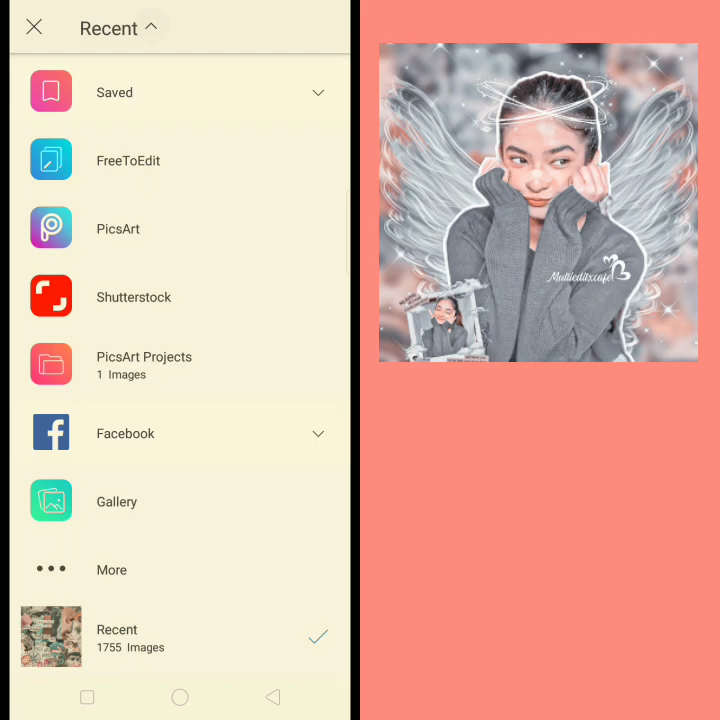 Recent
Saved
FreeToEdit
PicsArt
Shutterstock
PicsArt Projects
1 Images
Facebook
Gallery
More
Recent
1755 Images
Multieditxcafe